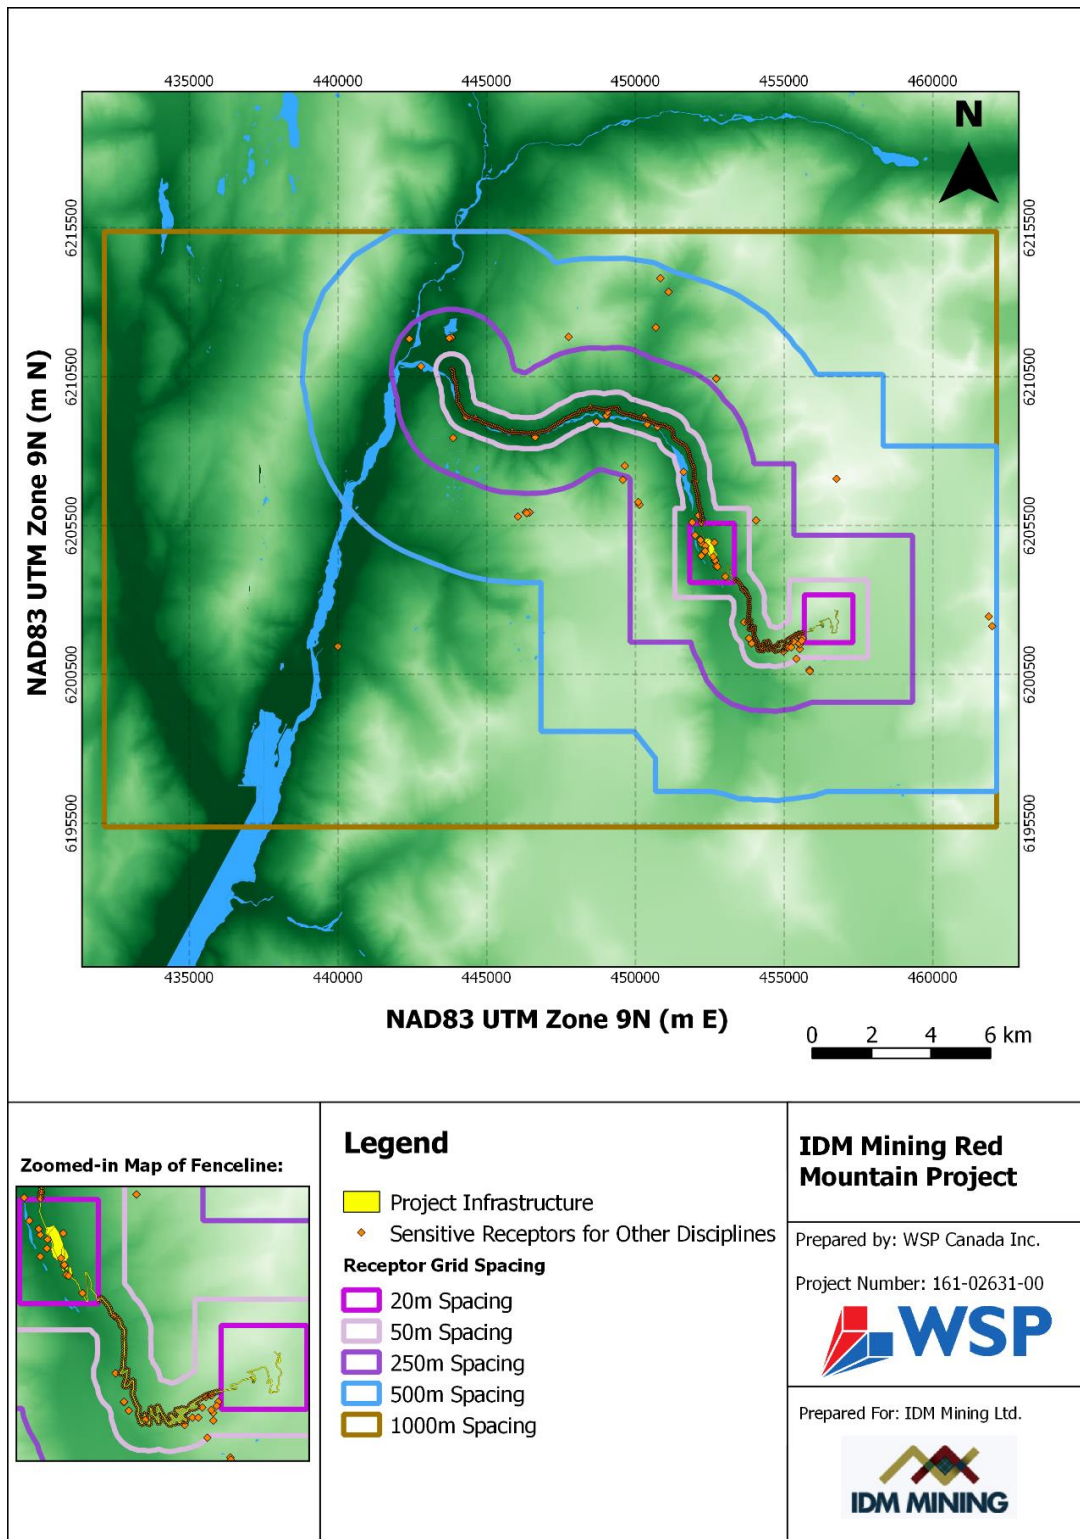 435000 440000 445000 450000 455000 460000
N
6215500 6215500
6210500 6210500
6205500 6205500
6200500 6200500
6195500 6195500
NAD83 UTM Zone 9N (m N)
435000 440000 445000 450000 455000 460000
NAD83 UTM Zone 9N (m E)
0 2 4 6 km
Zoomed-in Map of Fenceline:
Legend
Project Infrastructure
Sensitive Receptors for Other Disciplines
Receptor Grid Spacing
20m Spacing
50m Spacing
250m Spacing
500m Spacing
1000m Spacing
IDM Mining Red
Mountain Project
Prepared by: WSP Canada Inc.
Project Number: 161-02631-00
WSP
Prepared For: IDM Mining Ltd.
IDM MINING